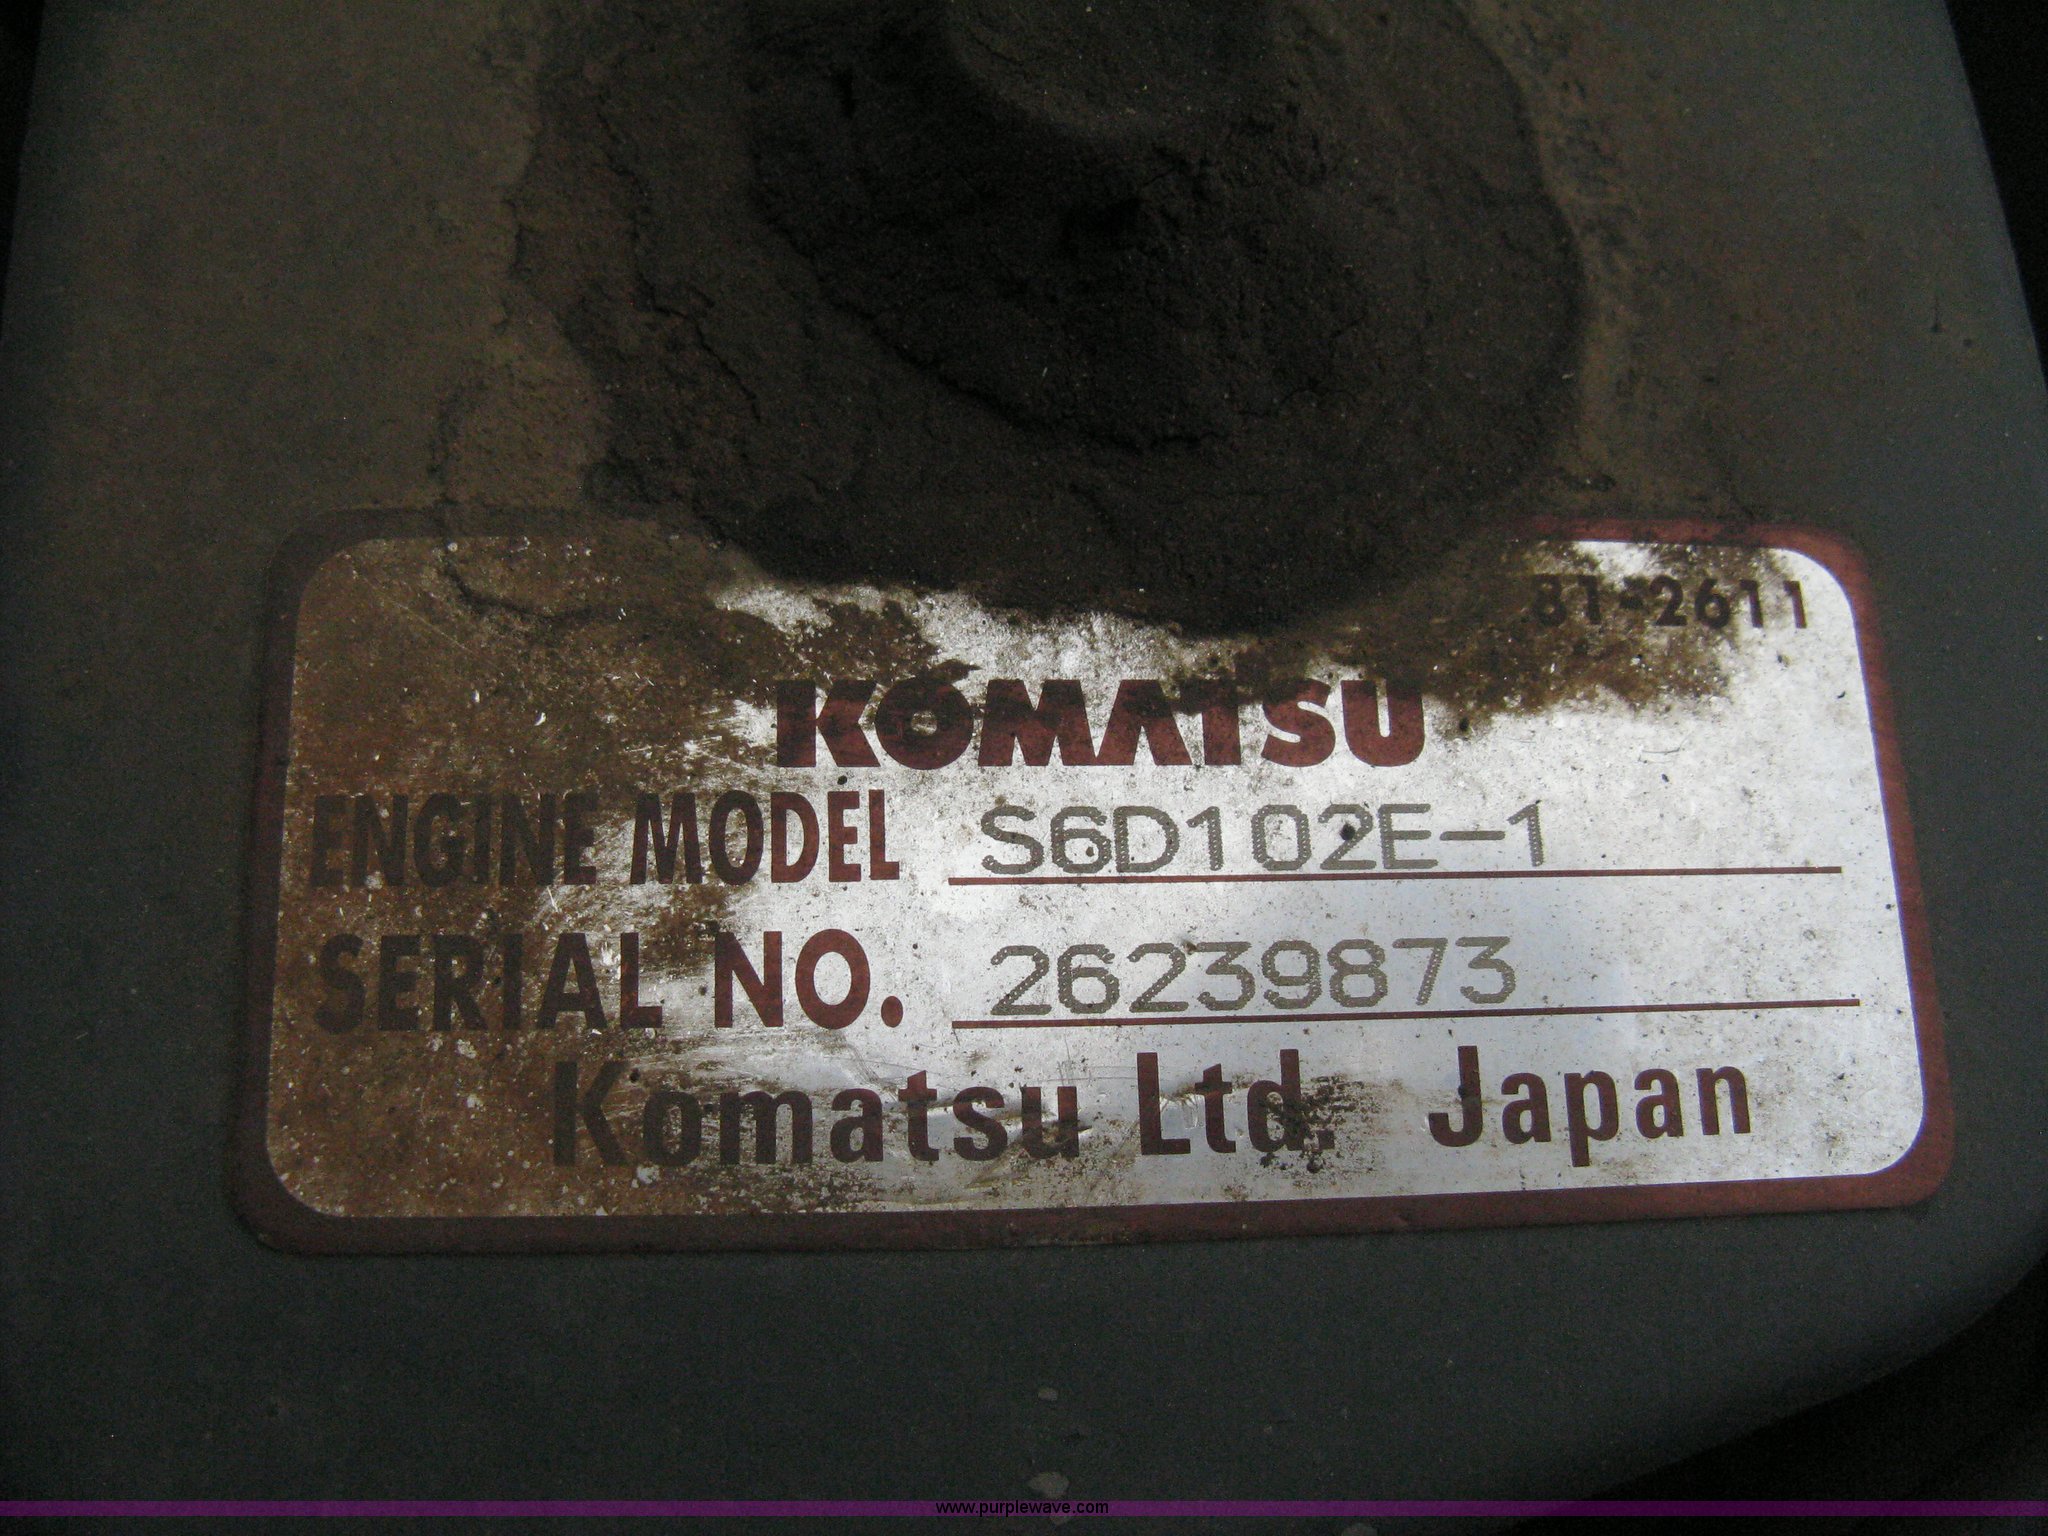 81-2611
KOMATSU
ENGINE MODEL S6D102E-1
SERIAL NO. 26239873
Komatsu Ltd. Japan
www.purplewave.com